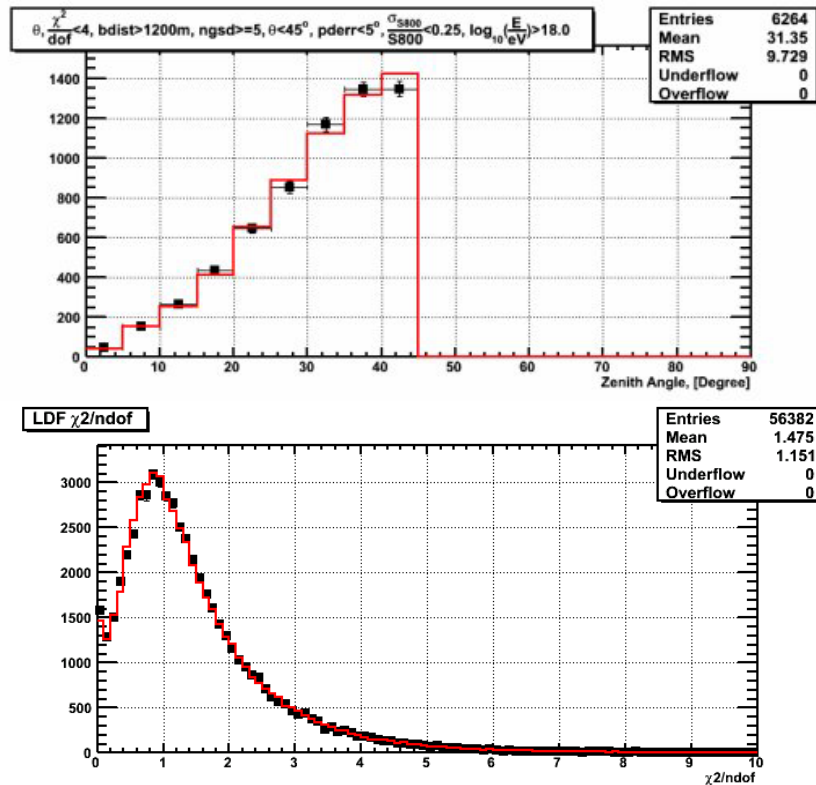 θ, χ²/dof<4, bdist>1200m, ngsd>=5, θ<45°, pderr<5°, σS800/S800<0.25, log₁₀(E/eV)>18.0
Entries 6264
Mean 31.35
RMS 9.729
Underflow 0
Overflow 0
1400
1200
1000
800
600
400
200
0
0 10 20 30 40 50 60 70 80 90
Zenith Angle, [Degree]
LDF χ2/ndof
Entries 56382
Mean 1.475
RMS 1.151
Underflow 0
Overflow 0
3000
2500
2000
1500
1000
500
0
0 1 2 3 4 5 6 7 8 9 10
χ2/ndof